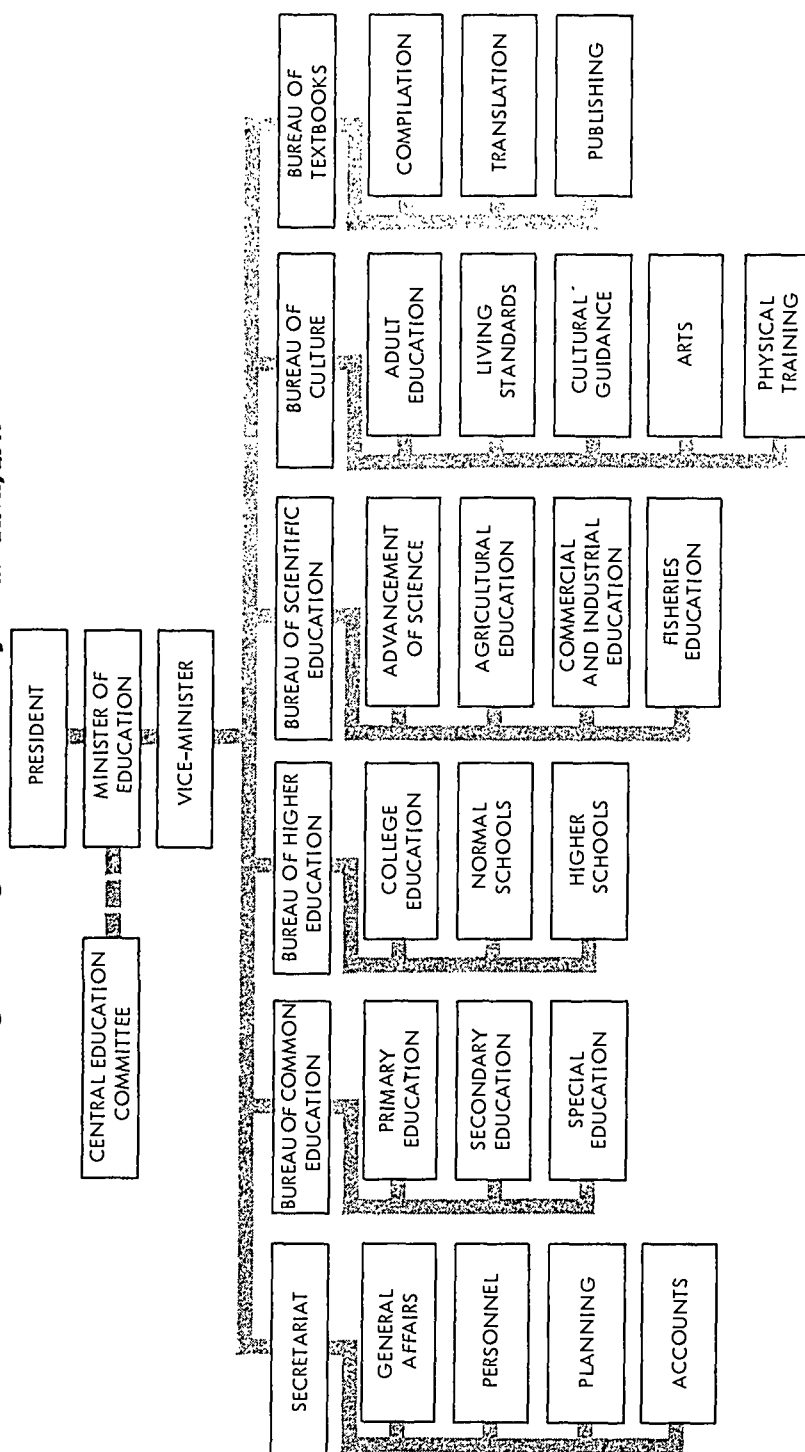 PRESIDENT
CENTRAL EDUCATION
COMMITTEE
MINISTER OF
EDUCATION
VICE-MINISTER
SECRETARIAT
GENERAL
AFFAIRS
PERSONNEL
PLANNING
ACCOUNTS
BUREAU OF COMMON
EDUCATION
PRIMARY
EDUCATION
SECONDARY
EDUCATION
SPECIAL
EDUCATION
BUREAU OF HIGHER
EDUCATION
COLLEGE
EDUCATION
NORMAL
SCHOOLS
HIGHER
SCHOOLS
BUREAU OF SCIENTIFIC
EDUCATION
ADVANCEMENT
OF SCIENCE
AGRICULTURAL
EDUCATION
COMMERCIAL
AND INDUSTRIAL
EDUCATION
FISHERIES
EDUCATION
BUREAU OF
CULTURE
ADULT
EDUCATION
LIVING
STANDARDS
CULTURAL
GUIDANCE
ARTS
PHYSICAL
TRAINING
BUREAU OF
TEXTBOOKS
COMPILATION
TRANSLATION
PUBLISHING